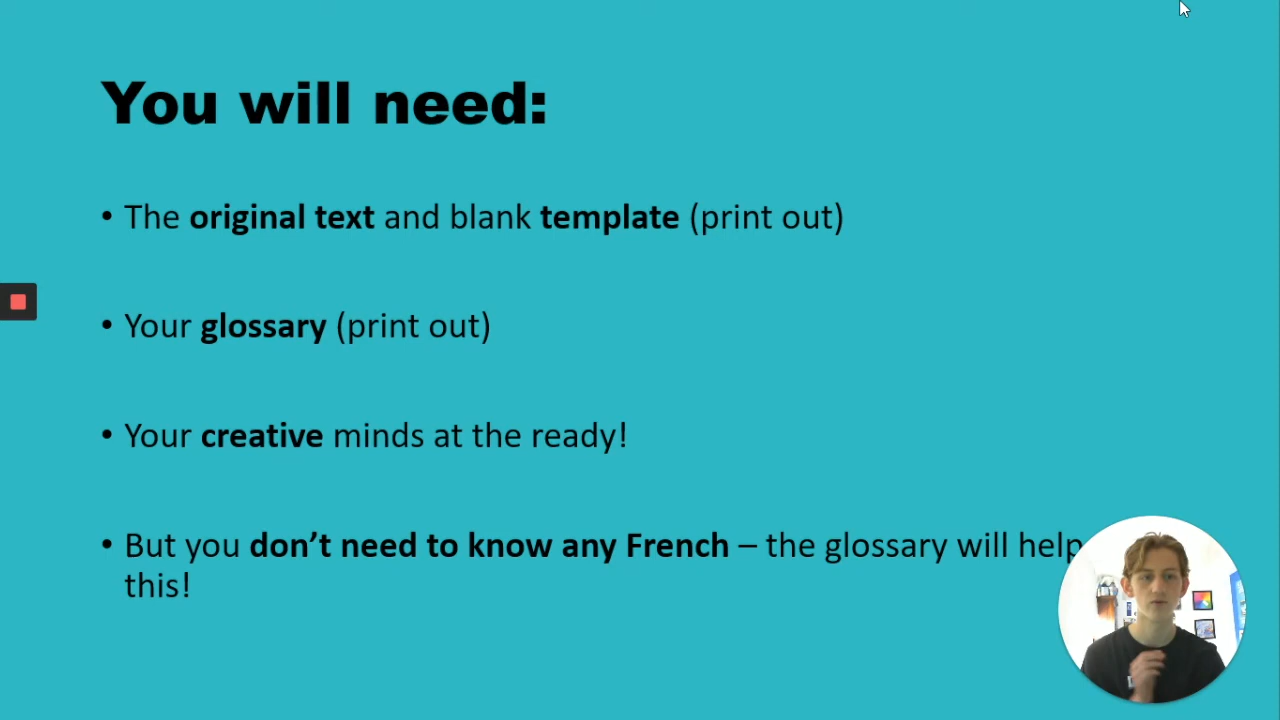 You will need:
• The original text and blank template (print out)
• Your glossary (print out)
• Your creative minds at the ready!
• But you don’t need to know any French – the glossary will help
this!